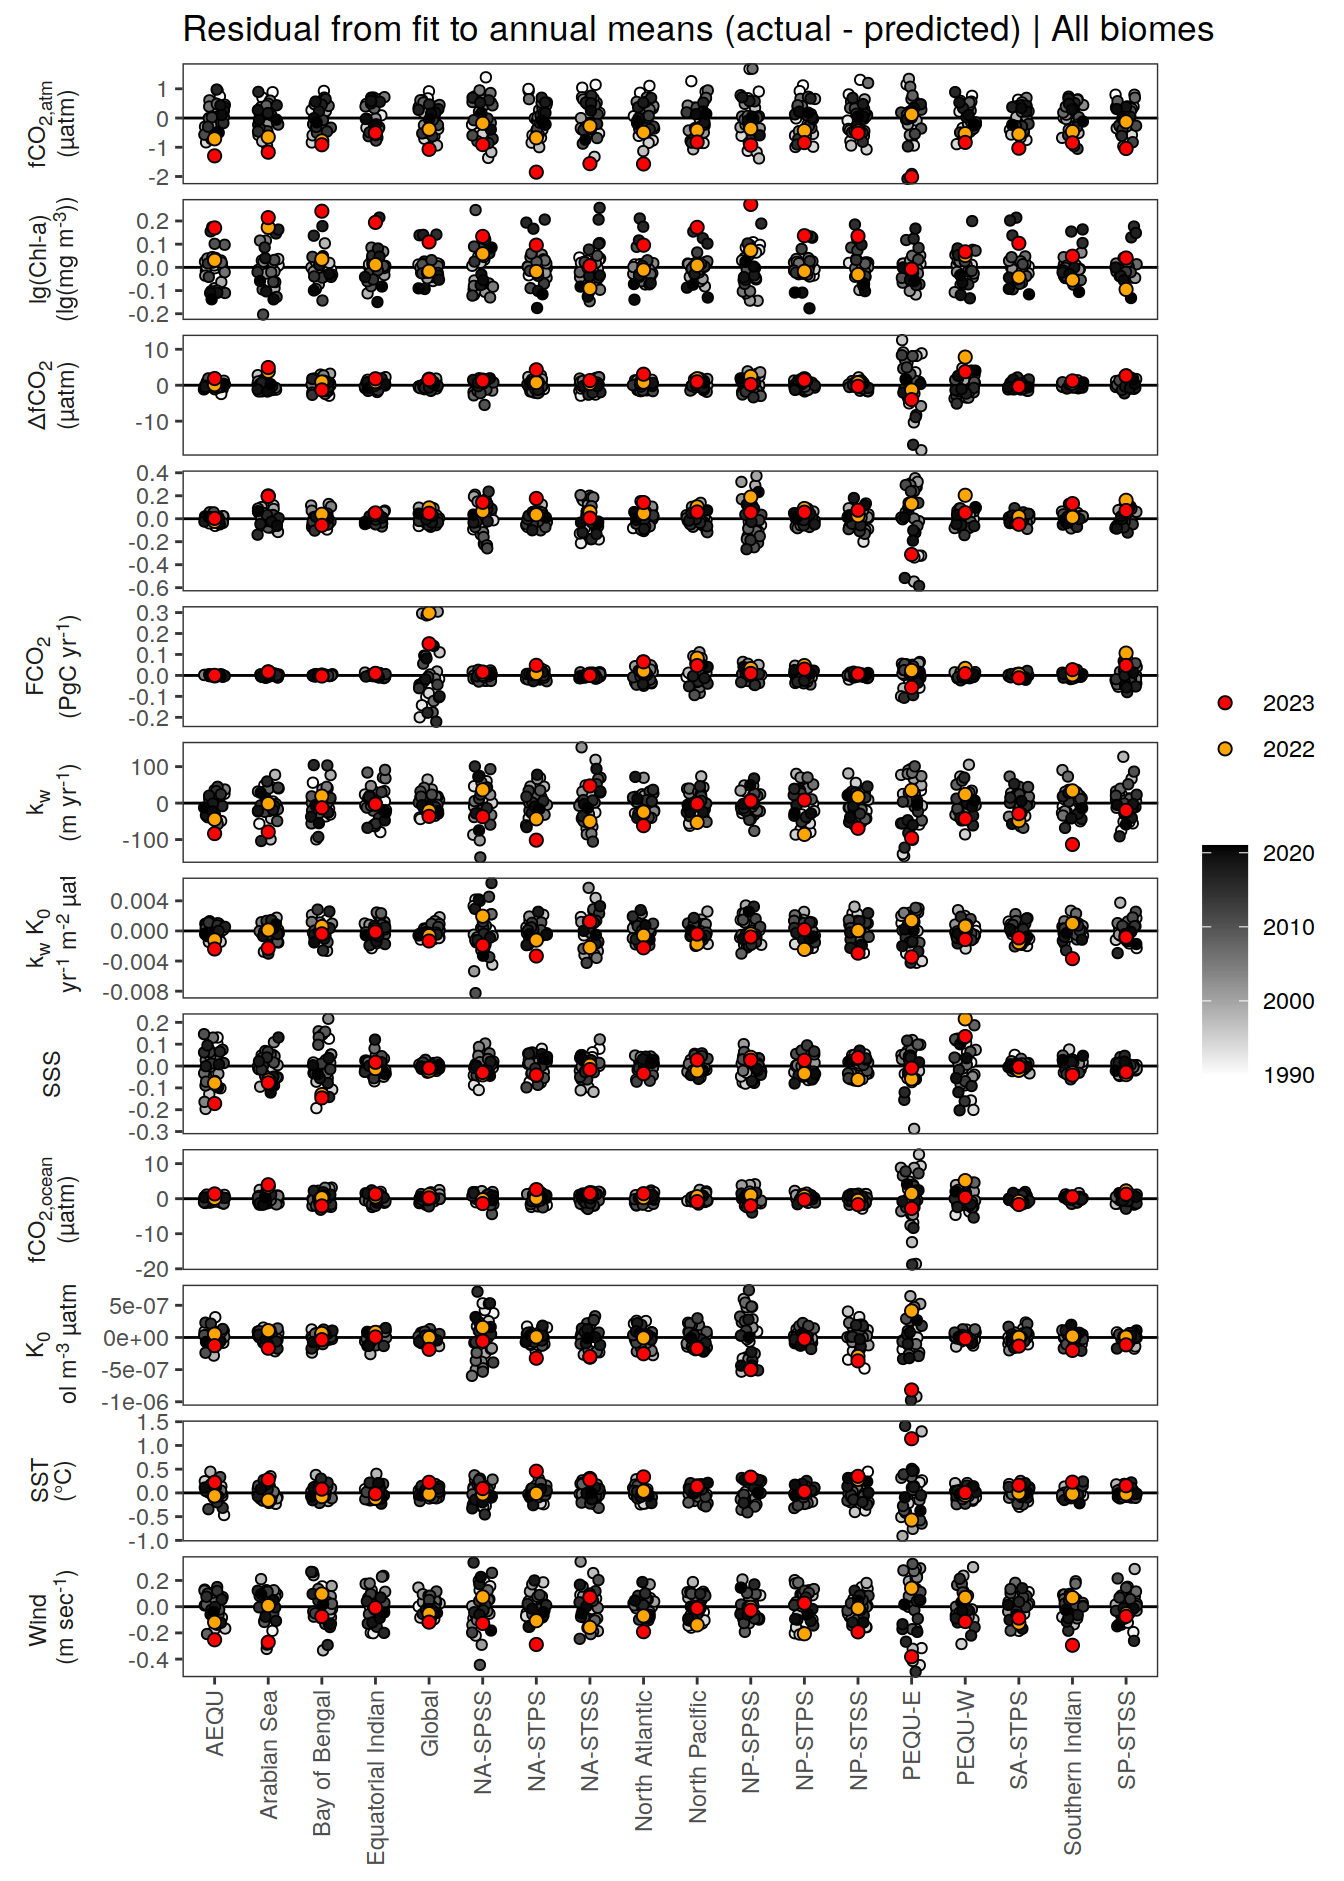 Residual from fit to annual means (actual - predicted) | All biomes
fCO2,atm
(µatm)
1
0
-1
-2
lg(Chl-a)
(lg(mg m-3))
0.2
0.1
0.0
-0.1
-0.2
ΔfCO2
(µatm)
10
0
-10
0.4
0.2
0.0
-0.2
-0.4
-0.6
FCO2
(PgC yr-1)
0.3
0.2
0.1
0.0
-0.1
-0.2
kw
(m yr-1)
100
0
-100
kw K0
yr-1 m-2 µat
0.004
0.000
-0.004
-0.008
SSS
0.2
0.1
0.0
-0.1
-0.2
-0.3
fCO2,ocean
(µatm)
10
0
-10
-20
K0
ol m-3 µatm
5e-07
0e+00
-5e-07
-1e-06
SST
(°C)
1.5
1.0
0.5
0.0
-0.5
-1.0
Wind
(m sec-1)
0.2
0.0
-0.2
-0.4
AEQU
Arabian Sea
Bay of Bengal
Equatorial Indian
Global
NA-SPSS
NA-STPS
NA-STSS
North Atlantic
North Pacific
NP-SPSS
NP-STPS
NP-STSS
PEQU-E
PEQU-W
SA-STPS
Southern Indian
SP-STSS
2023
2022
2020
2010
2000
1990